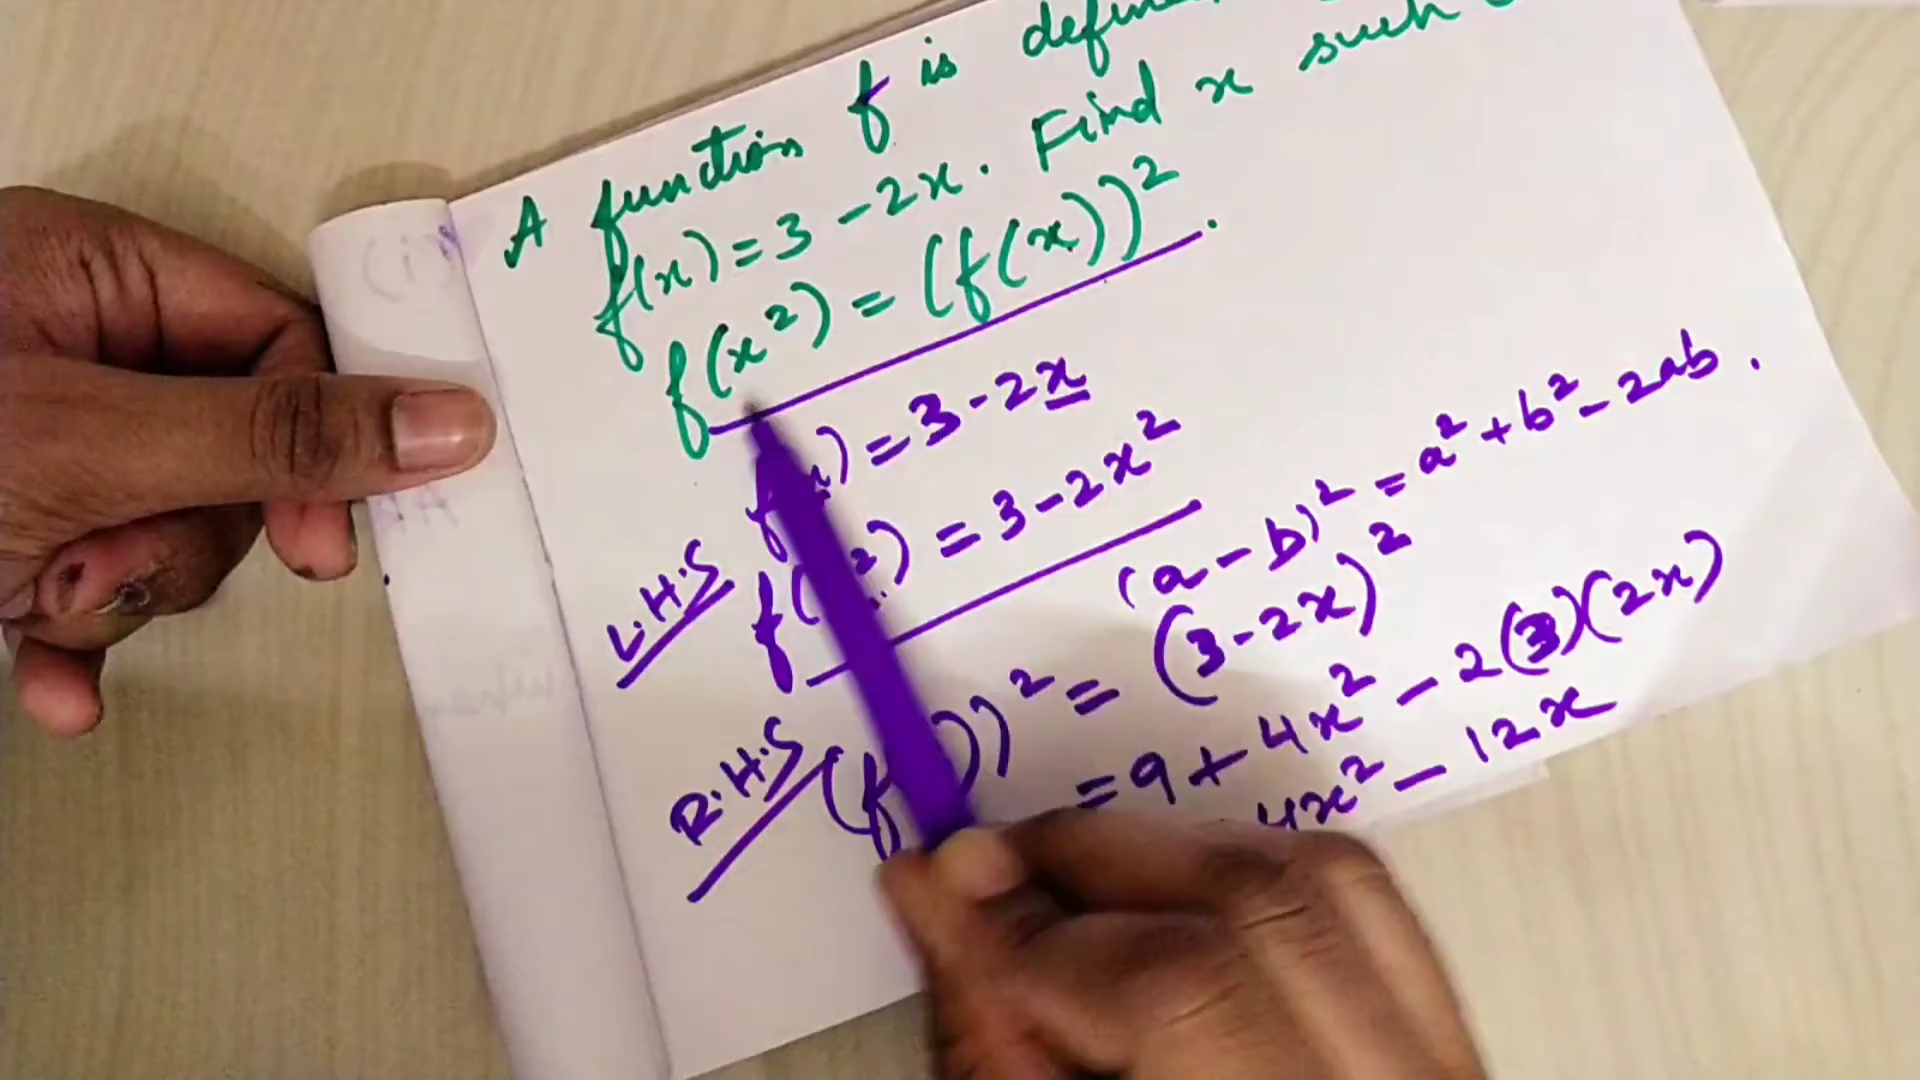 A function f is
f(x) = 3 - 2x. Find x such
f(x²) = (f(x))².
f(x) = 3 - 2x
L.H.S f(x²) = 3 - 2x²
(a - b)² = a² + b² - 2ab.
R.H.S (f ))² = (3 - 2x)²
= 9 + 4x² - 2(3)(2x)
4x² - 12x